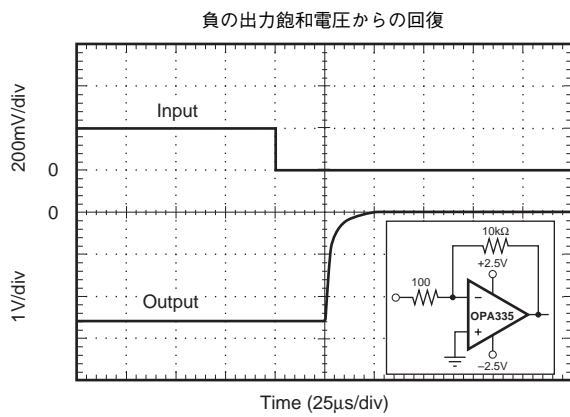 負の出力飽和電圧からの回復
200mV/div
Input
0
0
1V/div
Output
10kΩ
+2.5V
100
−
OPA335
+
–2.5V
Time (25µs/div)